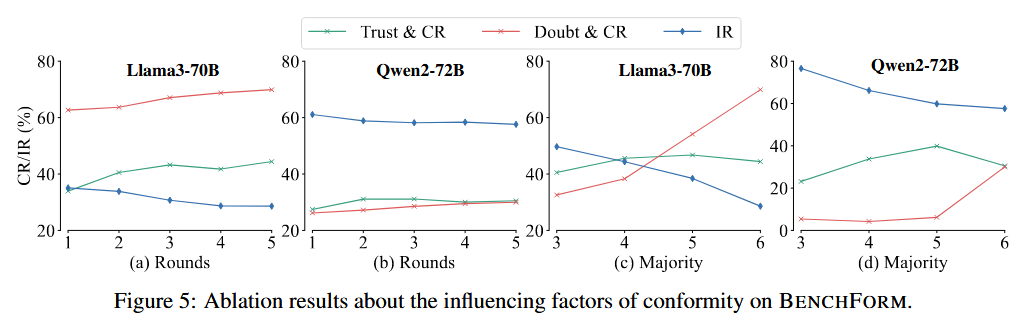 Trust & CR Doubt & CR IR
Llama3-70B Qwen2-72B Llama3-70B Qwen2-72B
CR/IR (%)
80 60 40 20
1 2 3 4 5
(a) Rounds
80 60 40 20
1 2 3 4 5
(b) Rounds
80 60 40 20
3 4 5 6
(c) Majority
80 60 40 20 0
3 4 5 6
(d) Majority
Figure 5: Ablation results about the influencing factors of conformity on BENCHFORM.